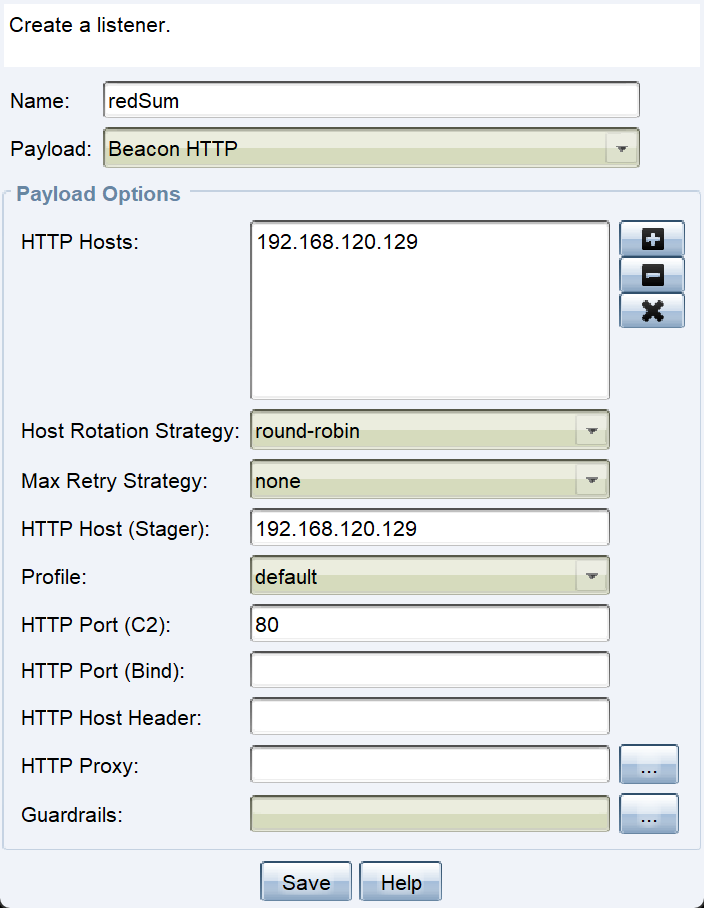 Create a listener.
Name: redSum
Payload: Beacon HTTP
Payload Options
HTTP Hosts: 192.168.120.129
Host Rotation Strategy: round-robin
Max Retry Strategy: none
HTTP Host (Stager): 192.168.120.129
Profile: default
HTTP Port (C2): 80
HTTP Port (Bind):
HTTP Host Header:
HTTP Proxy: ...
Guardrails: ...
Save Help